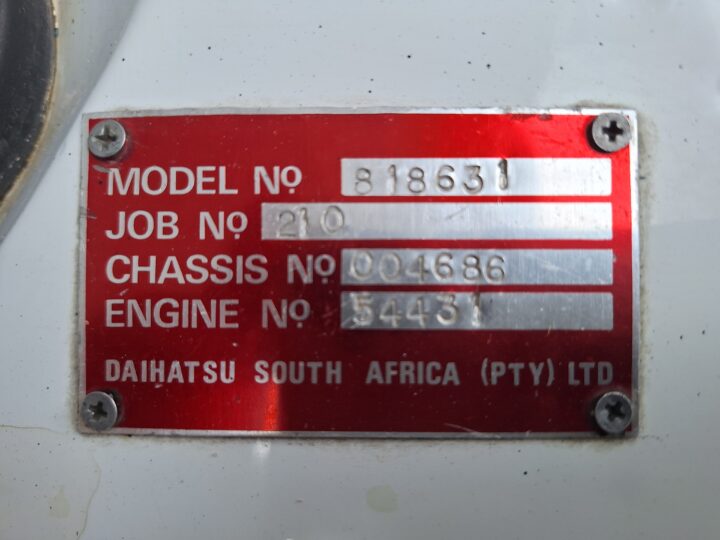 MODEL Nº 818631
JOB Nº 210
CHASSIS Nº 004686
ENGINE Nº 54431
DAIHATSU SOUTH AFRICA (PTY) LTD